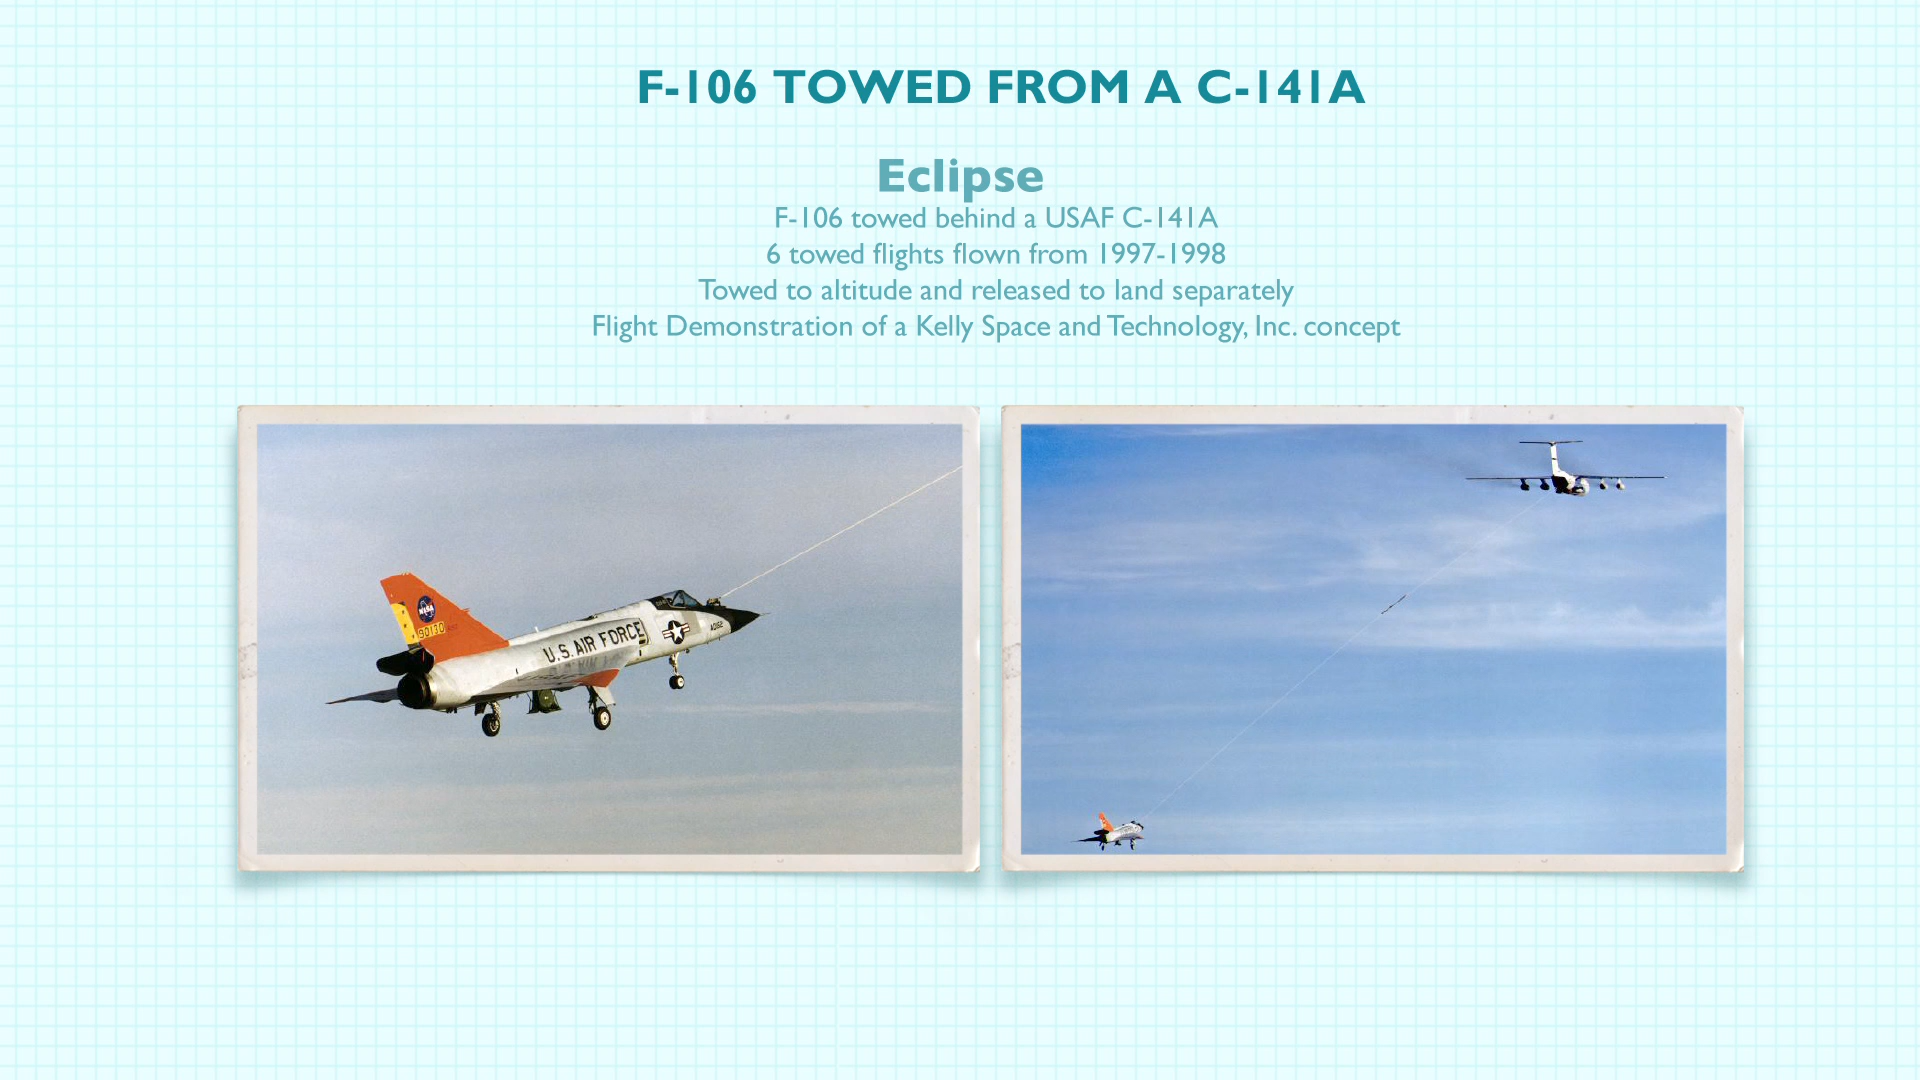 F-106 TOWED FROM A C-141A
Eclipse
F-106 towed behind a USAF C-141A
6 towed flights flown from 1997-1998
Towed to altitude and released to land separately
Flight Demonstration of a Kelly Space and Technology, Inc. concept
NASA
90130
U.S. AIR FORCE